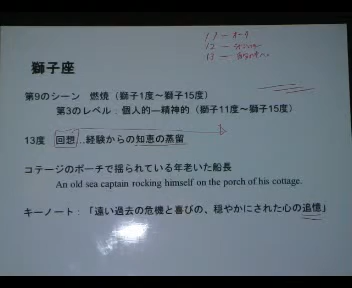 獅子座
第9のシーン 燃焼（獅子1度〜獅子15度）
第3のレベル：個人的ー精神的（獅子11度〜獅子15度）
13度 回想…経験からの知恵の蒸留
コテージのポーチで揺られている年老いた船長
An old sea captain rocking himself on the porch of his cottage.
キーノート：「遠い過去の危機と喜びの、穏やかにされた心の追憶」